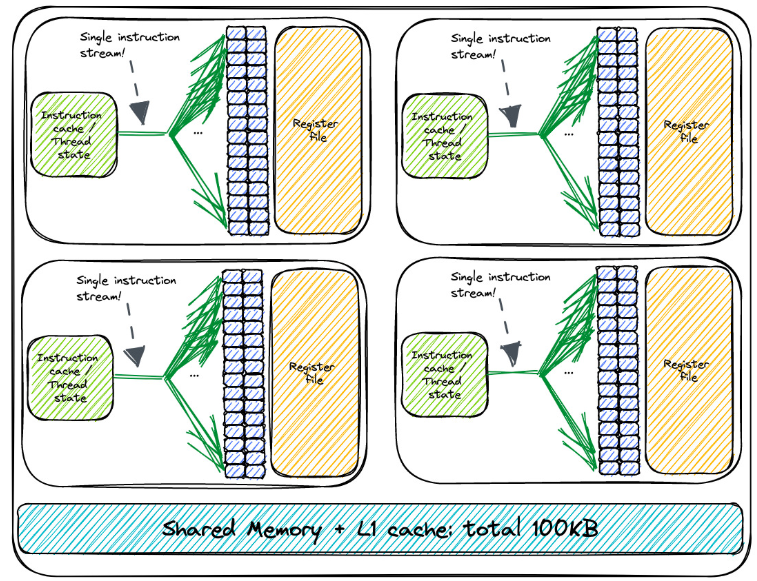 Single instruction
stream!
Instruction
cache /
Thread
state
...
Register
file
Single instruction
stream!
Instruction
cache /
Thread
state
...
Register
file
Single instruction
stream!
Instruction
cache /
Thread
state
...
Register
file
Single instruction
stream!
Instruction
cache /
Thread
state
...
Register
file
Shared Memory + L1 cache: total 100KB